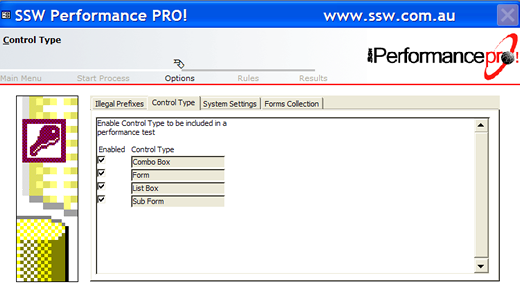 SSW Performance PRO! www.ssw.com.au
Control Type
SSW Performance pro!
Main Menu Start Process Options Rules Results
Illegal Prefixes Control Type System Settings Forms Collection
Enable Control Type to be included in a
performance test
Enabled Control Type
Combo Box
Form
List Box
Sub Form